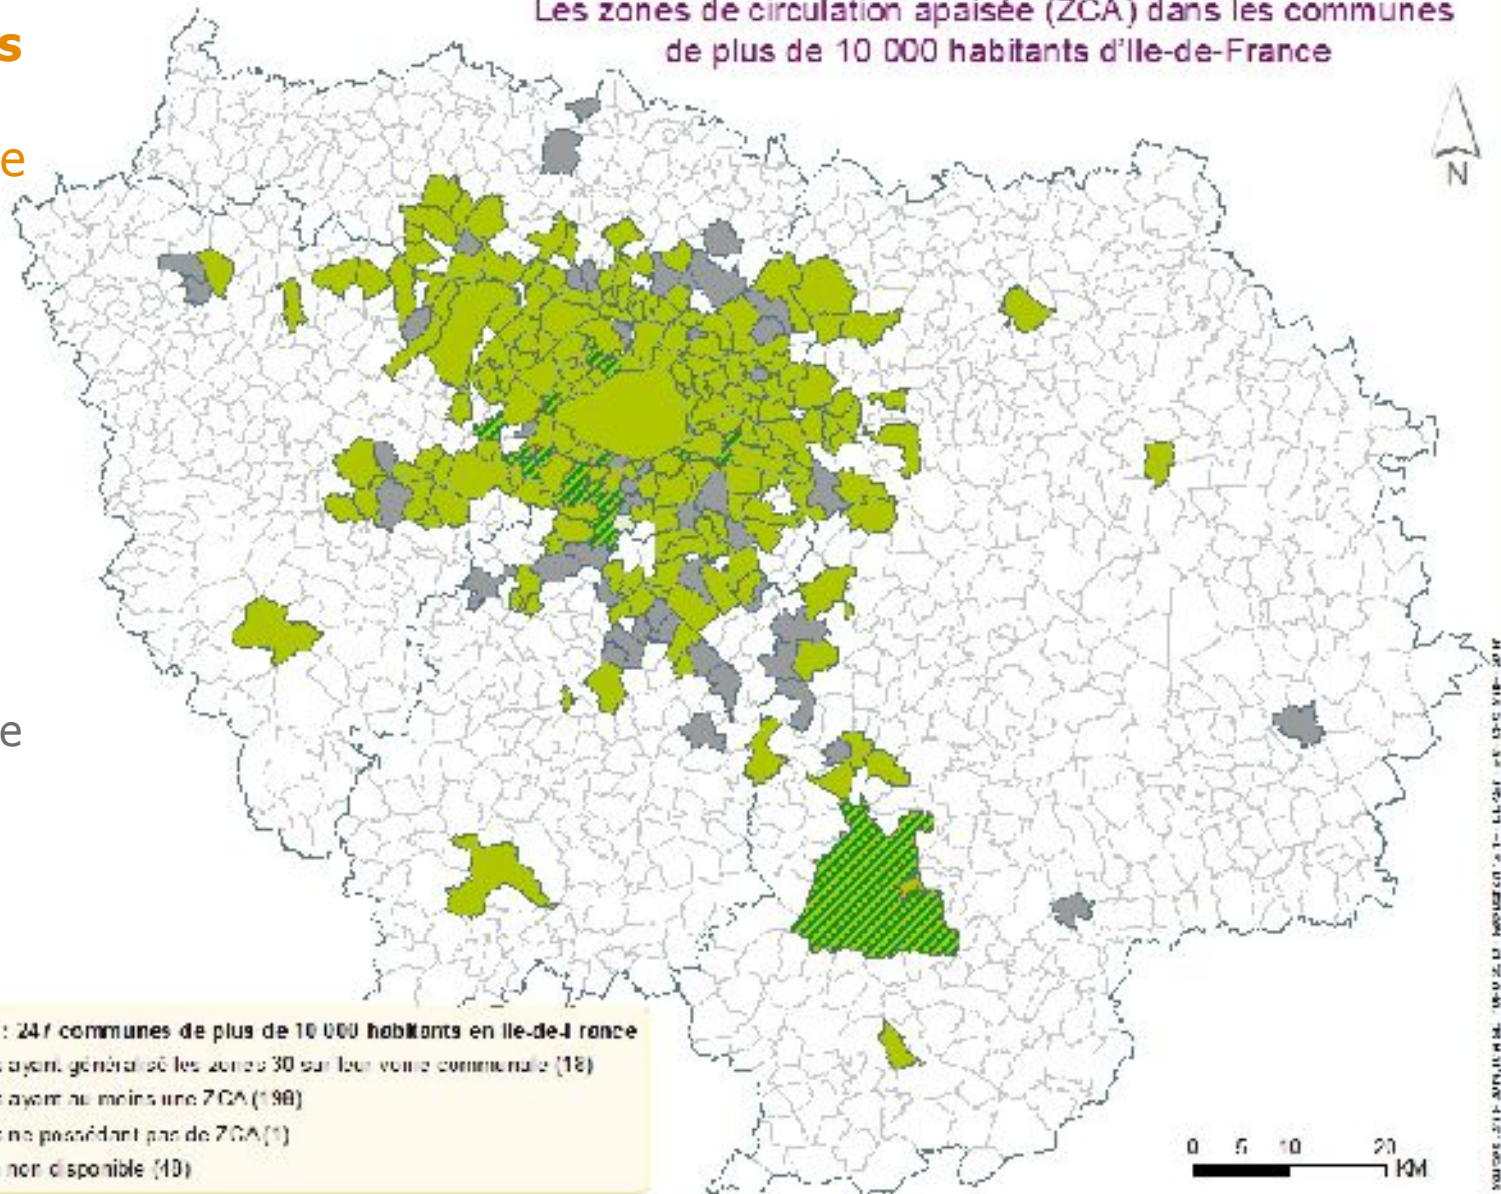 Les zones de circulation apaisée (ZCA) dans les communes
de plus de 10 000 habitants d'Ile-de-France
s
e
N
e
: 247 communes de plus de 10 000 habitants en Ile-de-France
ayant généralisé les zones 30 sur leur voirie communale (18)
ayant au moins une ZCA (198)
ne possédant pas de ZCA (1)
non disponible (48)
0 5 10 20
KM